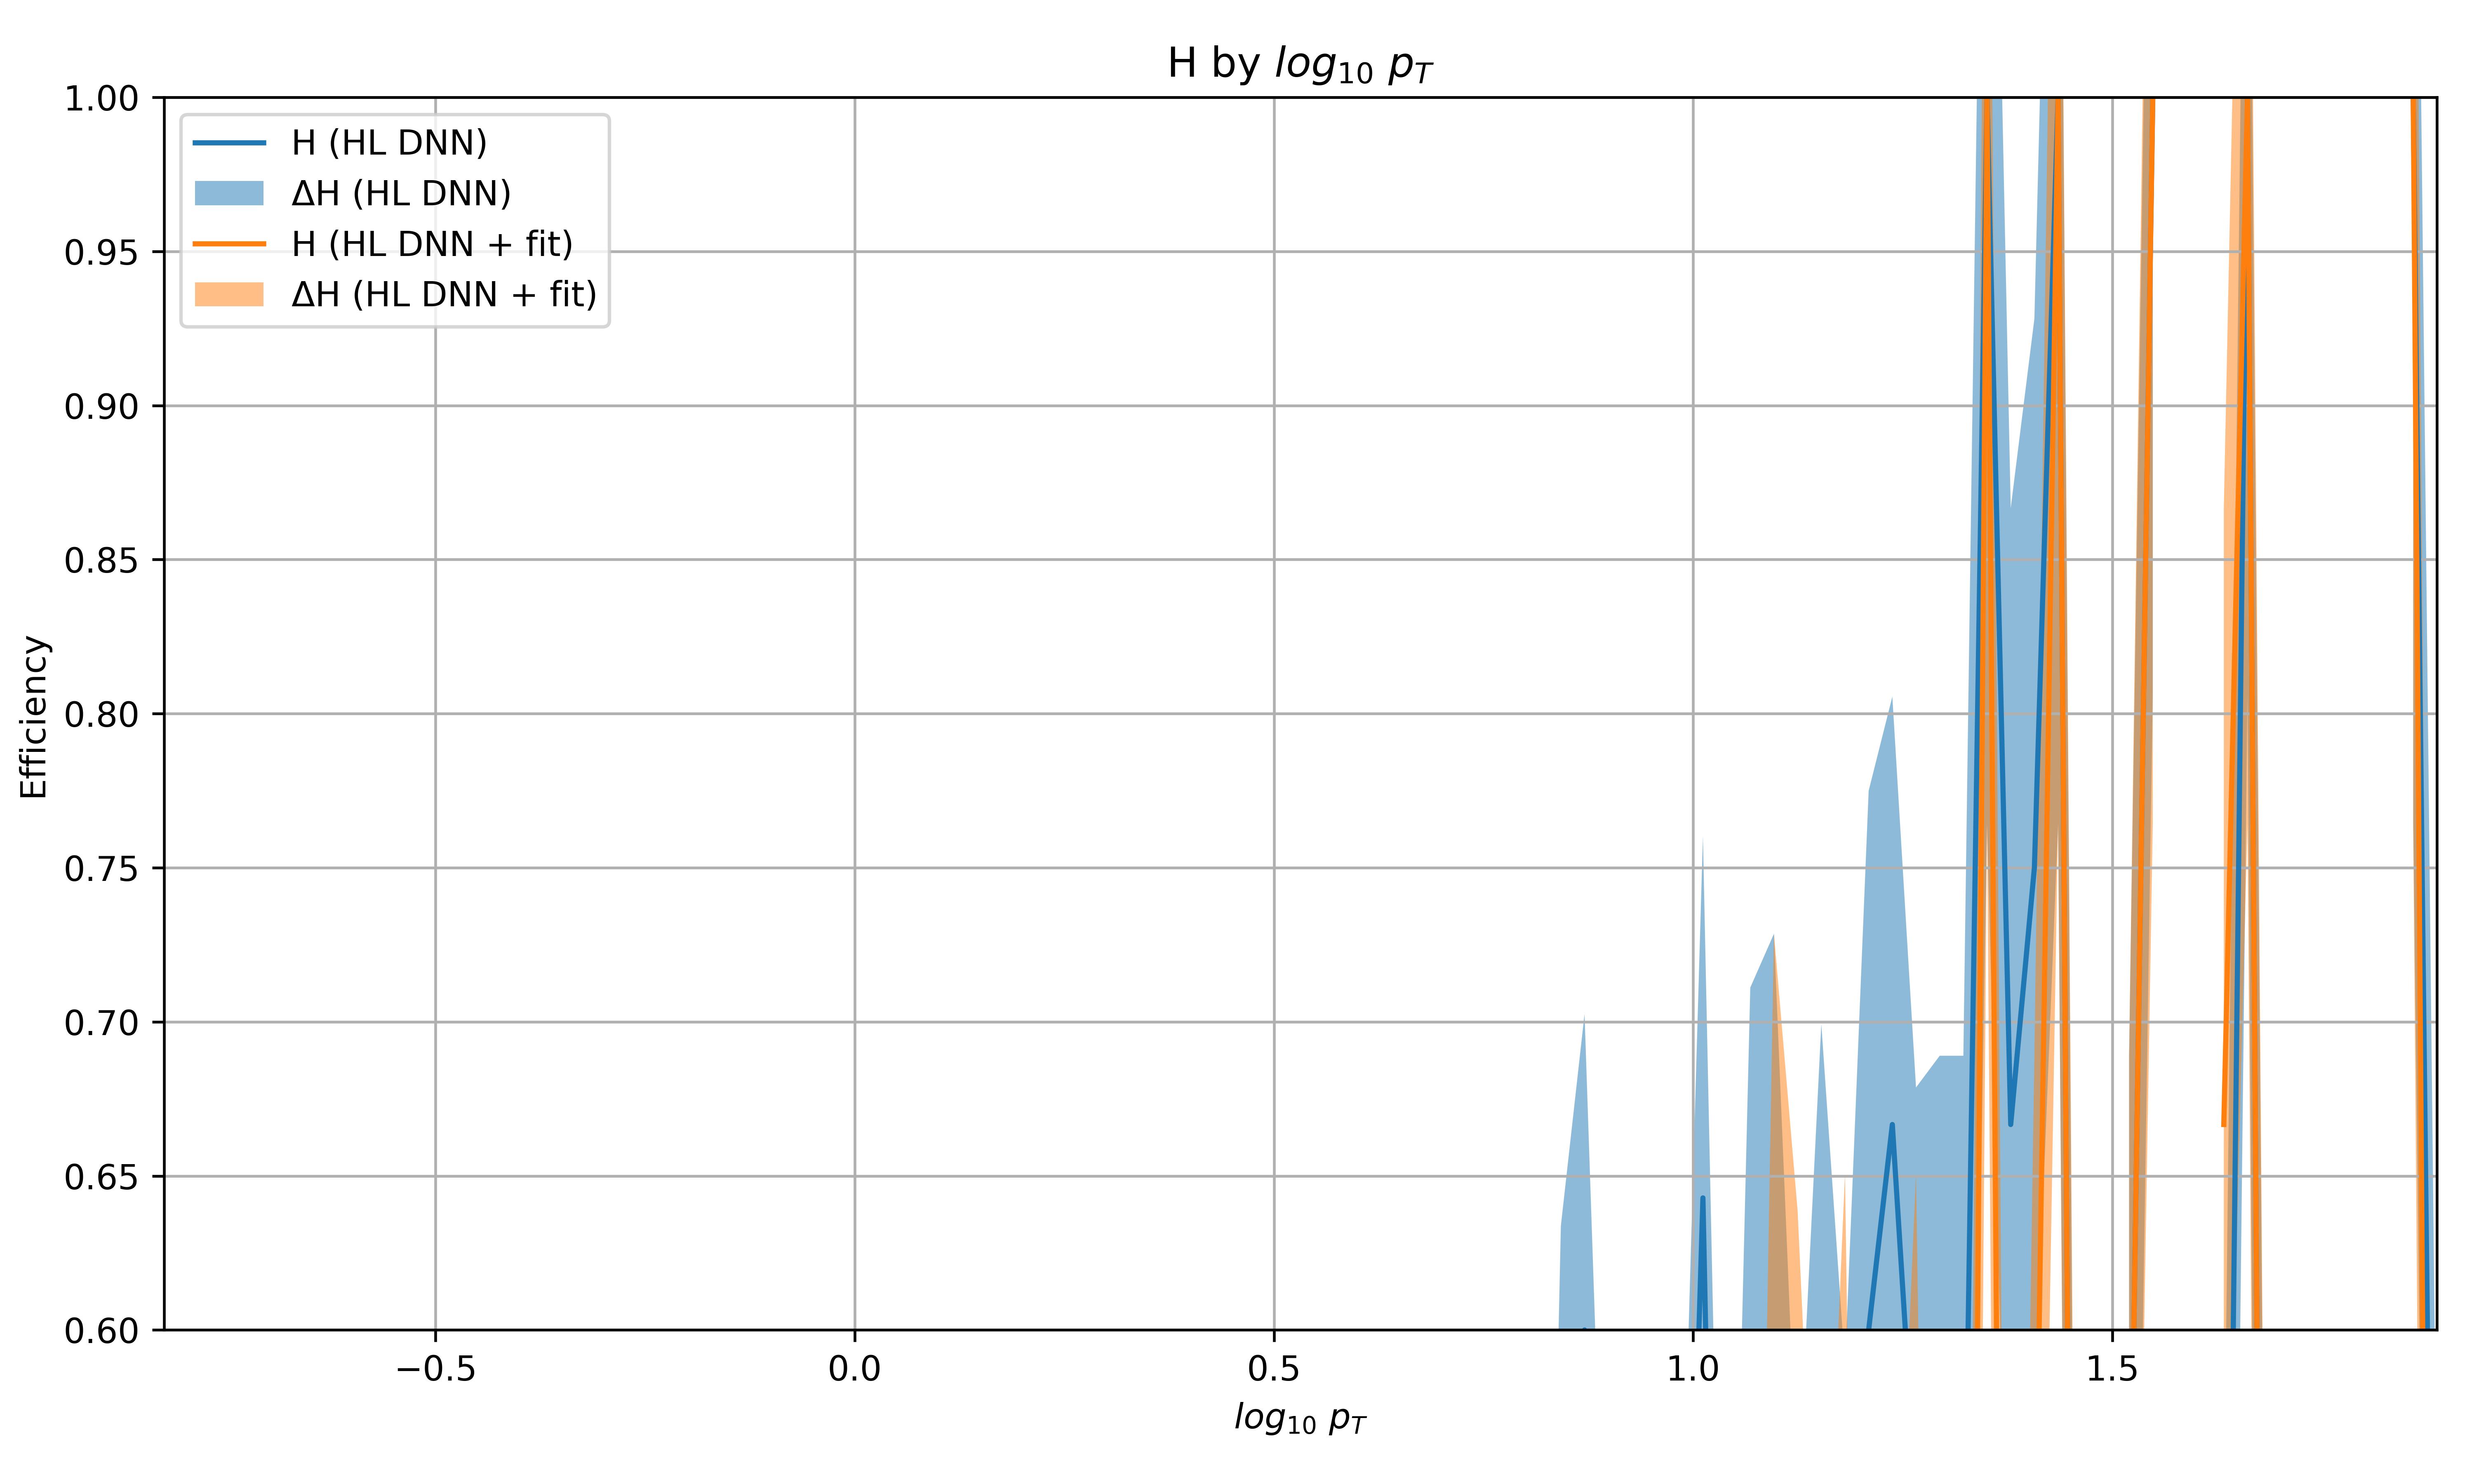 H by log₁₀ p_T
1.00
0.95
0.90
0.85
0.80
0.75
0.70
0.65
0.60
Efficiency
H (HL DNN)
ΔH (HL DNN)
H (HL DNN + fit)
ΔH (HL DNN + fit)
−0.5 0.0 0.5 1.0 1.5
log₁₀ p_T